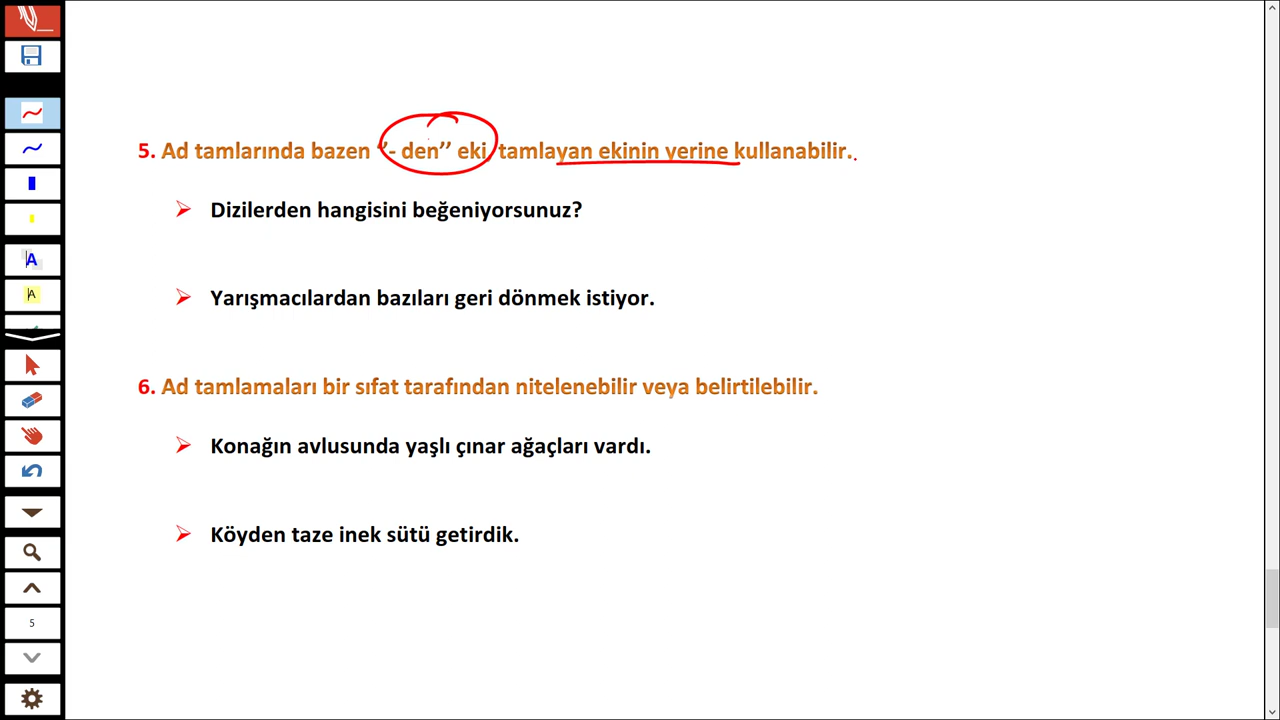 5. Ad tamlarında bazen ‘’- den’’ eki, tamlayan ekinin yerine kullanabilir.
➢ Dizilerden hangisini beğeniyorsunuz?
➢ Yarışmacılardan bazıları geri dönmek istiyor.
6. Ad tamlamaları bir sıfat tarafından nitelenebilir veya belirtilebilir.
➢ Konağın avlusunda yaşlı çınar ağaçları vardı.
➢ Köyden taze inek sütü getirdik.
A
A
5